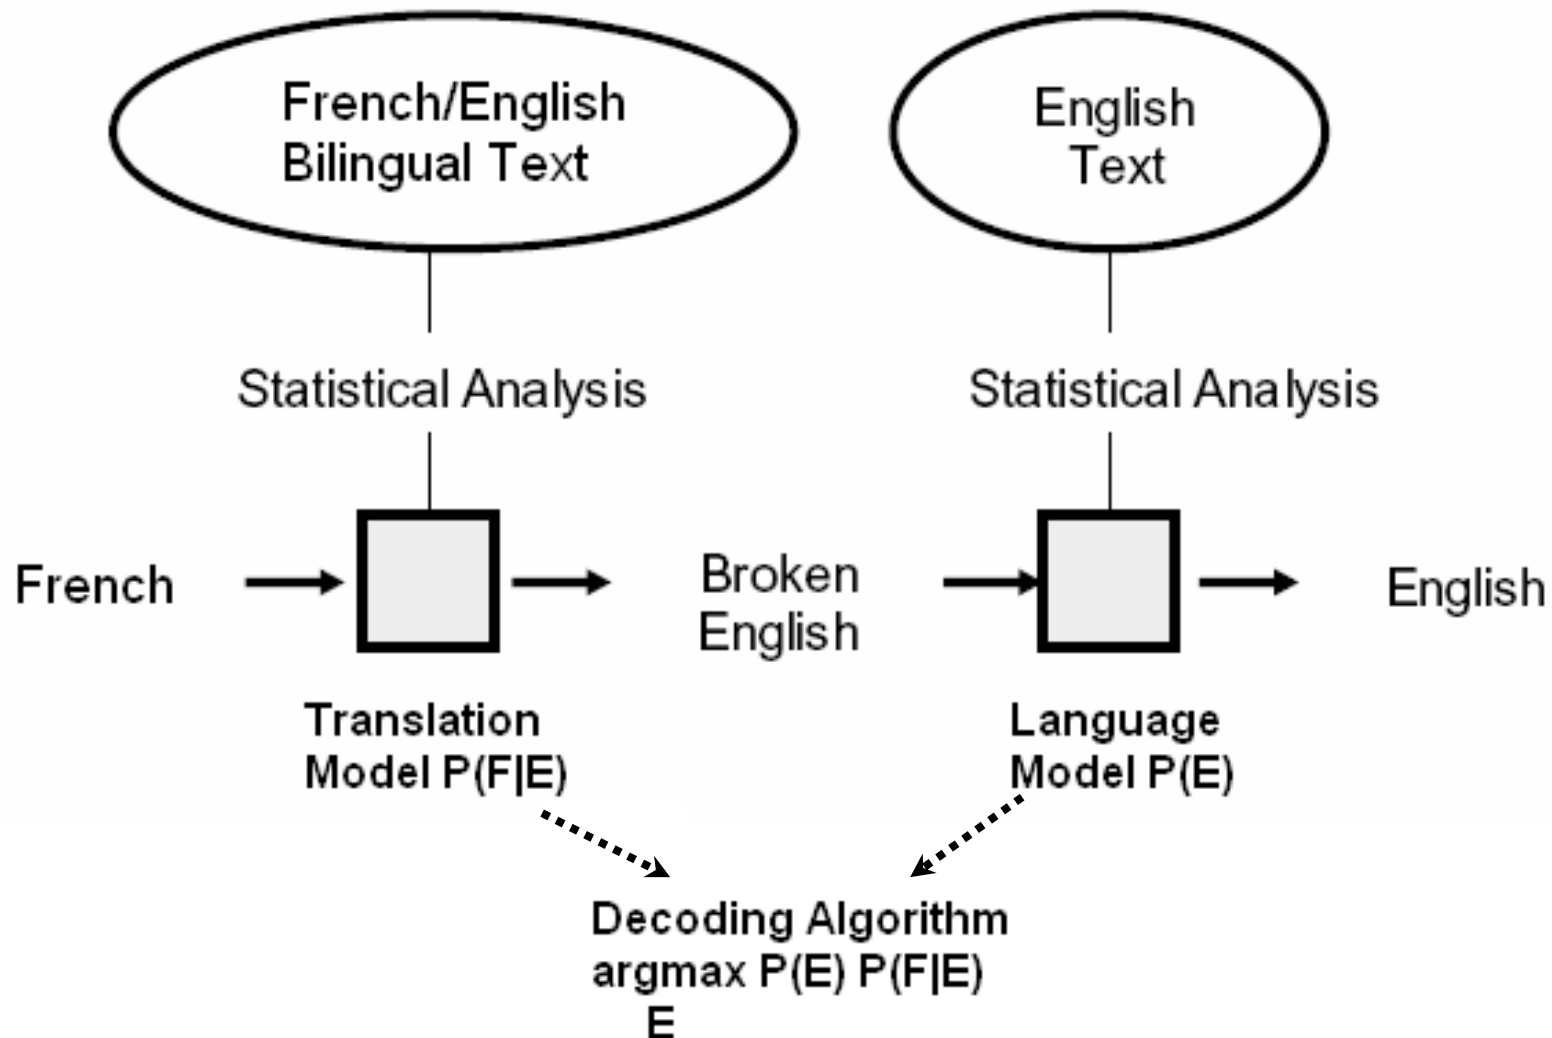 French/English
Bilingual Text
English
Text
Statistical Analysis
Statistical Analysis
French
Broken
English
English
Translation
Model P(F|E)
Language
Model P(E)
Decoding Algorithm
argmax P(E) P(F|E)
E